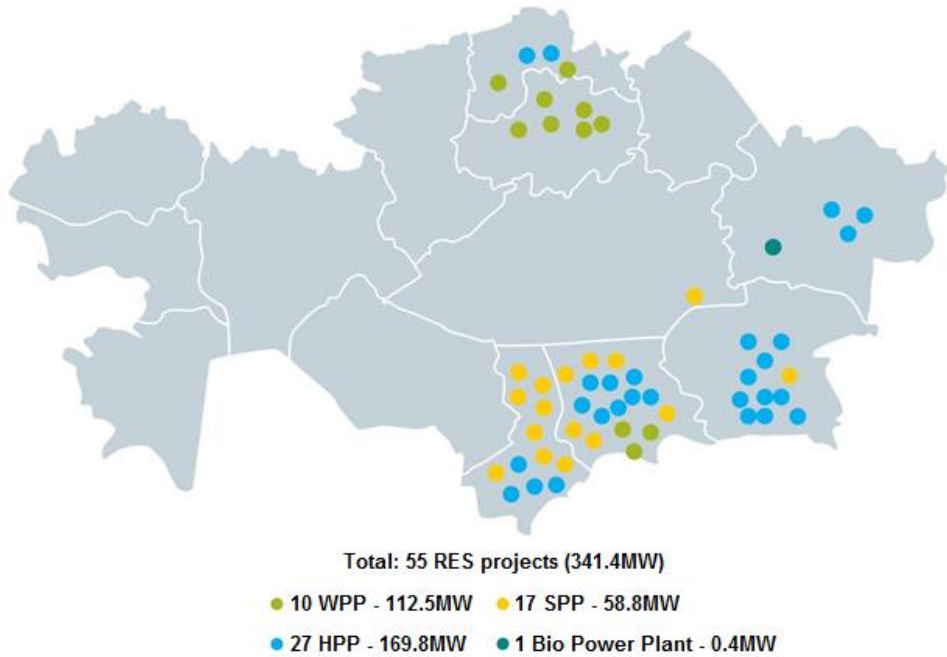 Total: 55 RES projects (341.4MW)
10 WPP - 112.5MW 17 SPP - 58.8MW
27 HPP - 169.8MW 1 Bio Power Plant - 0.4MW